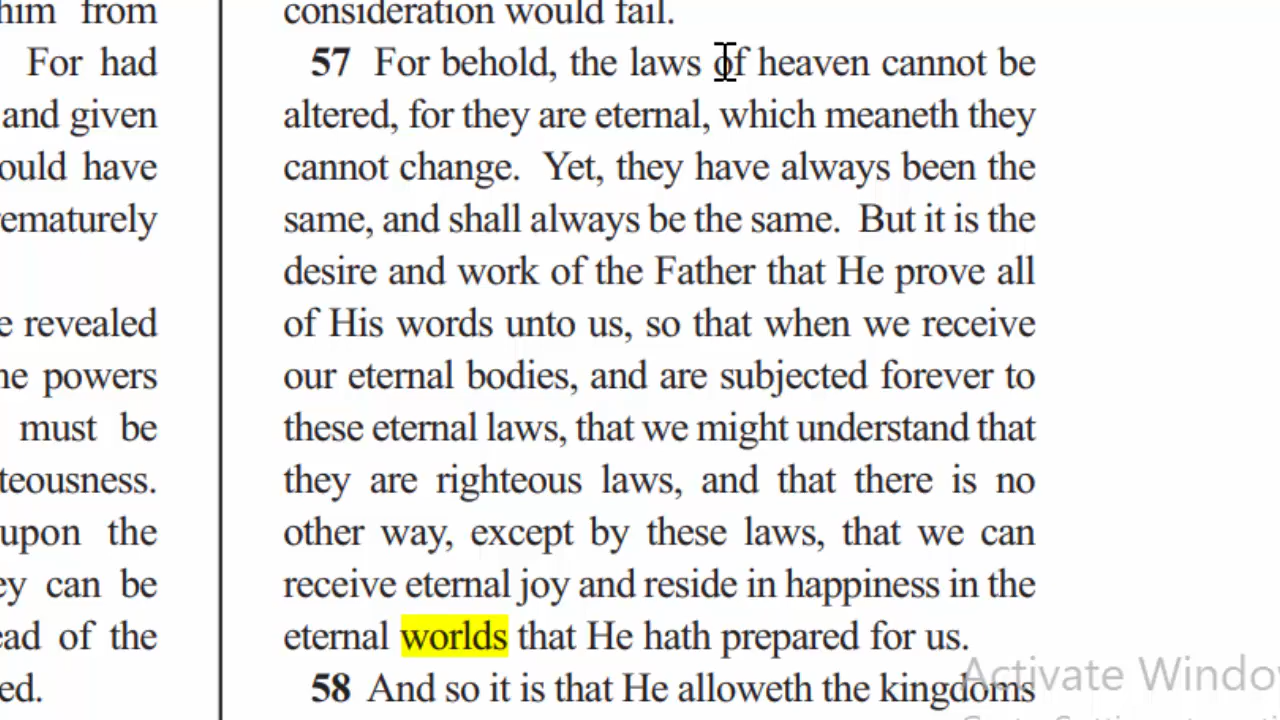 him from
For had
and given
ould have
rematurely
e revealed
he powers
must be
teousness.
upon the
ey can be
ead of the
ed.
consideration would fail.
57 For behold, the laws of heaven cannot be
altered, for they are eternal, which meaneth they
cannot change. Yet, they have always been the
same, and shall always be the same. But it is the
desire and work of the Father that He prove all
of His words unto us, so that when we receive
our eternal bodies, and are subjected forever to
these eternal laws, that we might understand that
they are righteous laws, and that there is no
other way, except by these laws, that we can
receive eternal joy and reside in happiness in the
eternal worlds that He hath prepared for us.
58 And so it is that He alloweth the kingdoms
Activate Windo